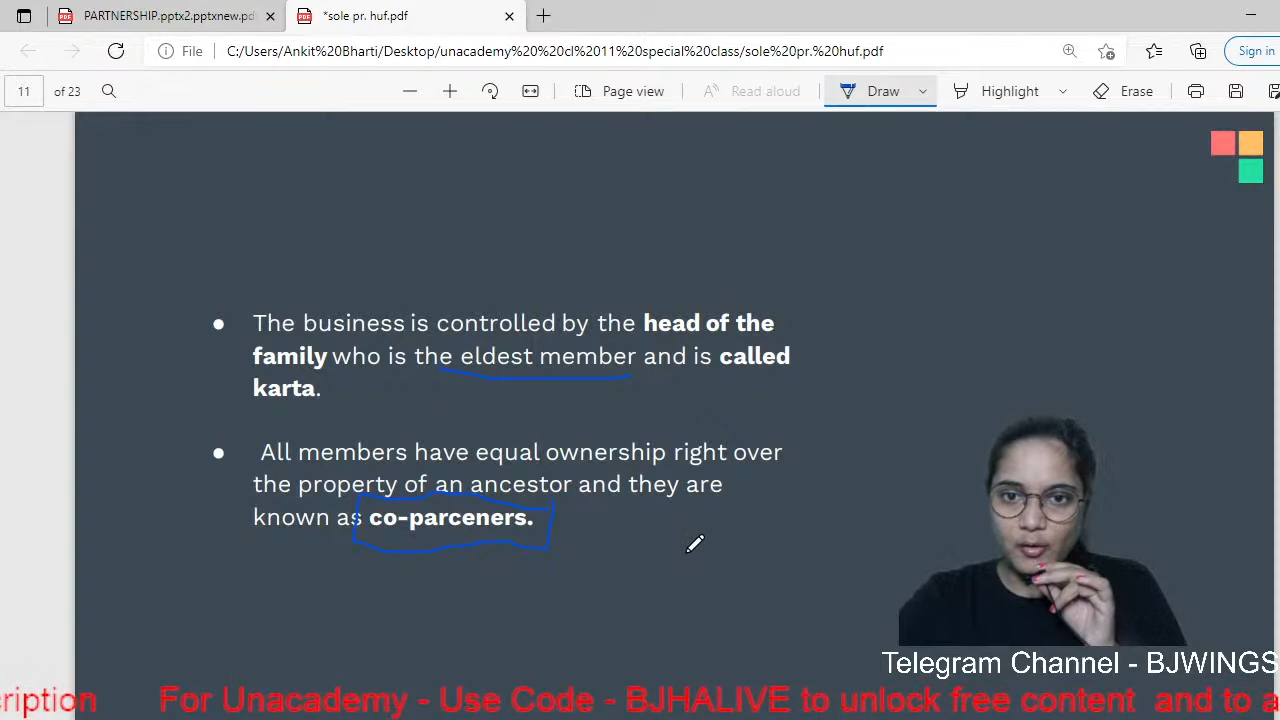 PARTNERSHIP.pptx2.pptxnew.pd
*sole pr. huf.pdf
File
C:/Users/Ankit%20Bharti/Desktop/unacademy%20%20cl%2011%20special%20class/sole%20pr.%20huf.pdf
Sign in
11 of 23
Page view
Read aloud
Draw
Highlight
Erase
● The business is controlled by the head of the
family who is the eldest member and is called
karta.
● All members have equal ownership right over
the property of an ancestor and they are
known as co-parceners.
Telegram Channel - BJWINGS
cription For Unacademy - Use Code - BJHALIVE to unlock free content and to a